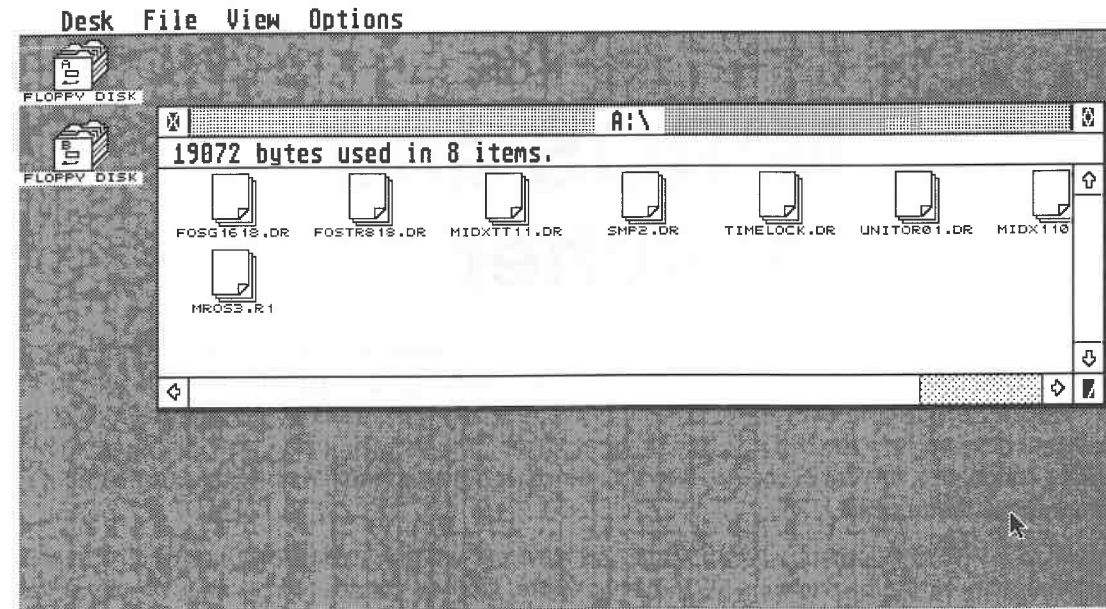 Desk File View Options
A
FLOPPY DISK
A:\
B
19072 bytes used in 8 items.
FLOPPY DISK
FOSG1618.DR FOSTR818.DR MIDXTT11.DR SMP2.DR TIMELOCK.DR UNITOR01.DR MIDX110
MROS3.R1